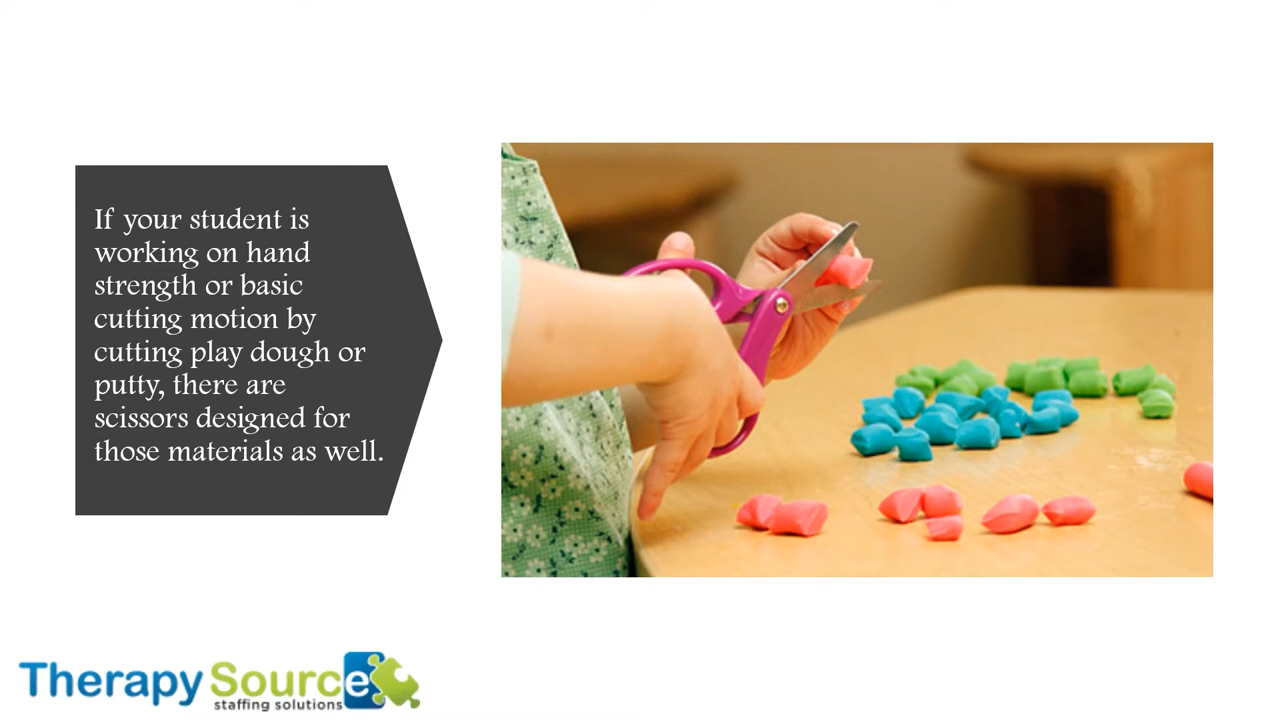 If your student is
working on hand
strength or basic
cutting motion by
cutting play dough or
putty, there are
scissors designed for
those materials as well.
Therapy Source
staffing solutions